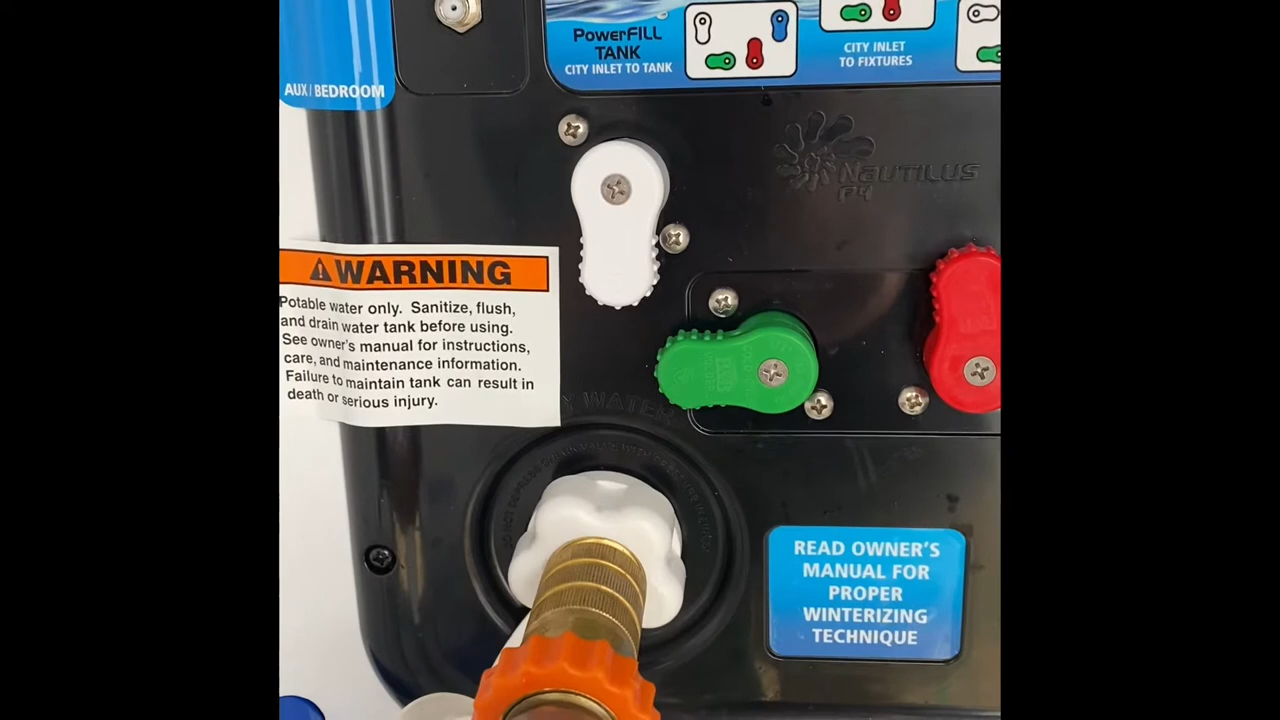 AUX/BEDROOM
PowerFILL
TANK
CITY INLET TO TANK
CITY INLET
TO FIXTURES
NAUTILUS
P4
WARNING
Potable water only. Sanitize, flush,
and drain water tank before using.
See owner's manual for instructions,
care, and maintenance information.
Failure to maintain tank can result in
death or serious injury.
Y WATER
READ OWNER'S
MANUAL FOR
PROPER
WINTERIZING
TECHNIQUE